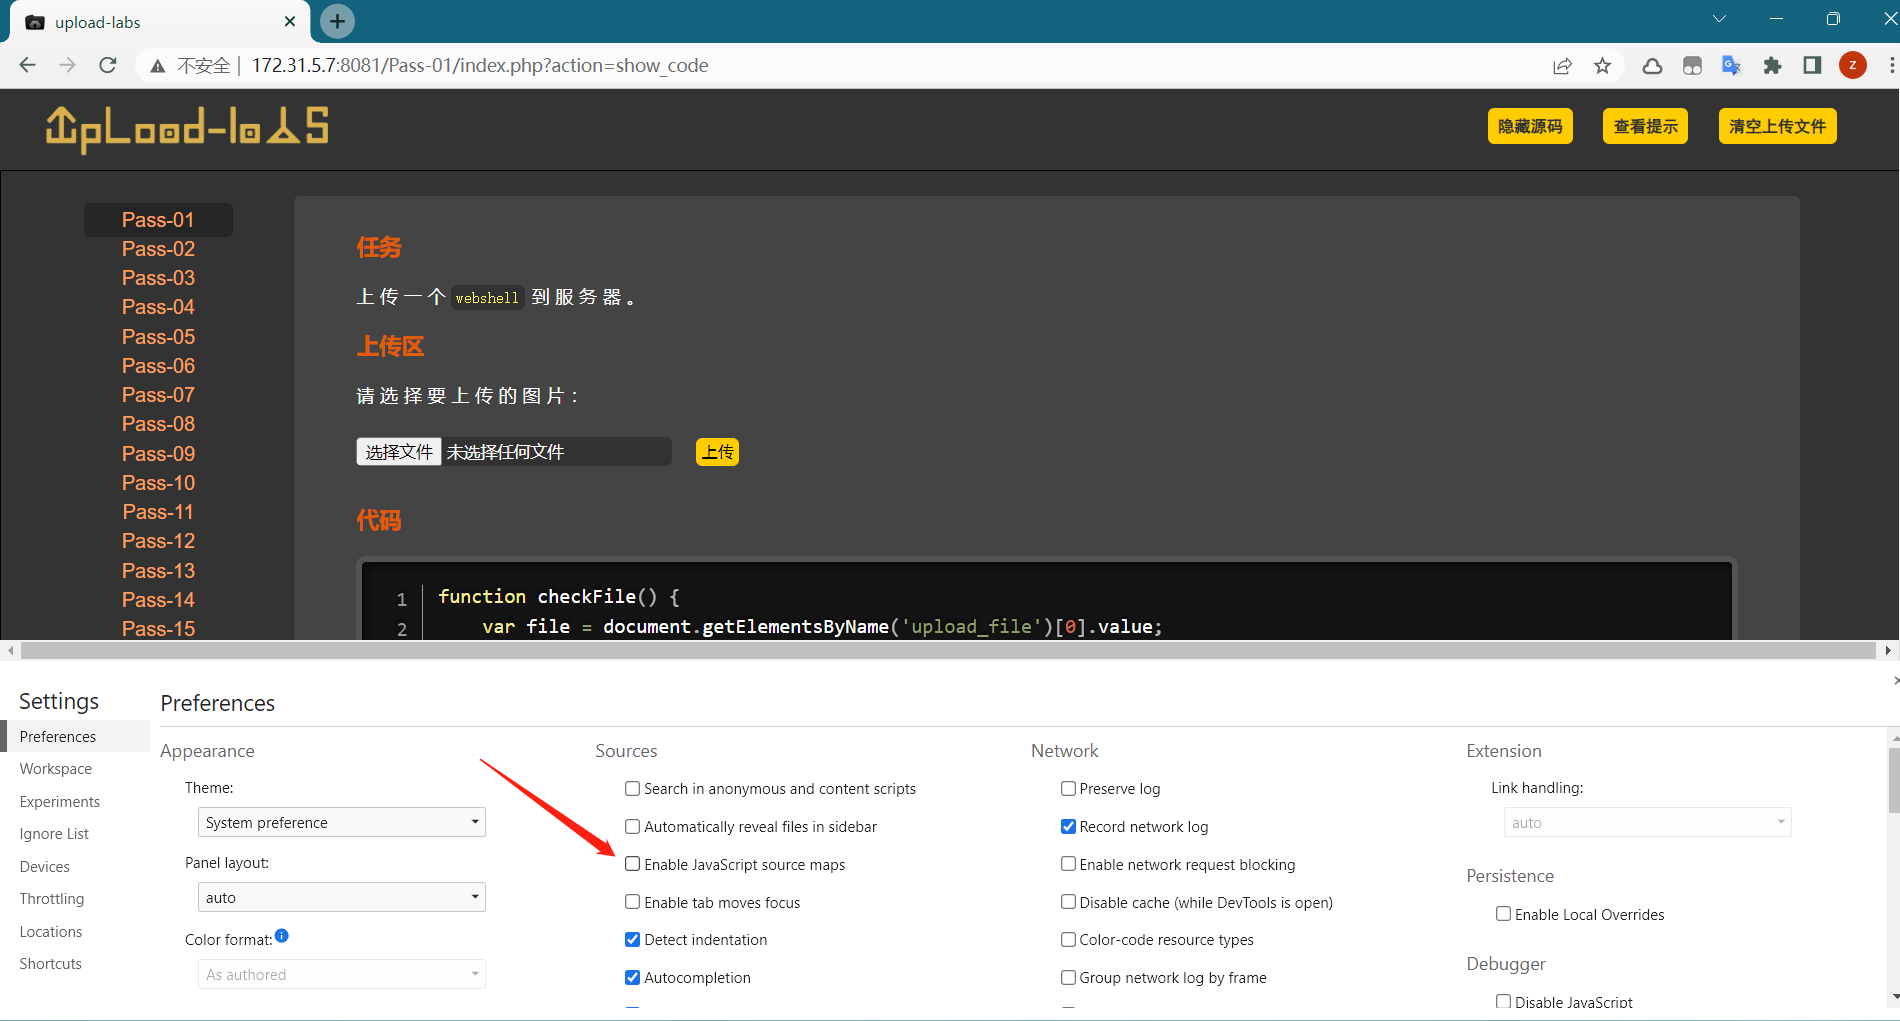 upload-labs
不安全 | 172.31.5.7:8081/Pass-01/index.php?action=show_code
z
UpLoad-labs
隐藏源码
查看提示
清空上传文件
Pass-01
Pass-02
Pass-03
Pass-04
Pass-05
Pass-06
Pass-07
Pass-08
Pass-09
Pass-10
Pass-11
Pass-12
Pass-13
Pass-14
Pass-15
任务
上传一个 webshell 到服务器。
上传区
请选择要上传的图片：
选择文件 未选择任何文件
上传
代码
1 function checkFile() {
2 var file = document.getElementsByName('upload_file')[0].value;
Settings
Preferences
Workspace
Experiments
Ignore List
Devices
Throttling
Locations
Shortcuts
Preferences
Appearance
Theme:
System preference
Panel layout:
auto
Color format:
As authored
Sources
Search in anonymous and content scripts
Automatically reveal files in sidebar
Enable JavaScript source maps
Enable tab moves focus
Detect indentation
Autocompletion
Network
Preserve log
Record network log
Enable network request blocking
Disable cache (while DevTools is open)
Color-code resource types
Group network log by frame
Extension
Link handling:
auto
Persistence
Enable Local Overrides
Debugger
Disable JavaScript